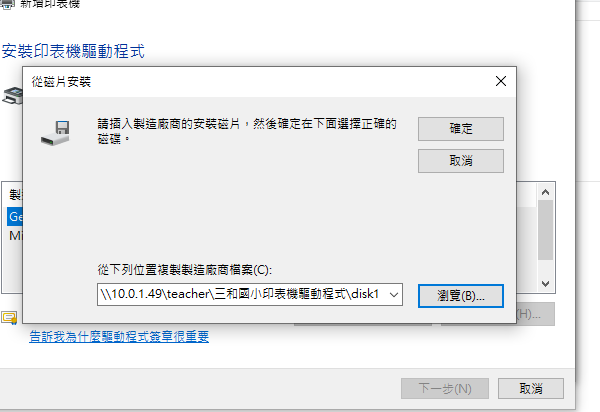 新增印表機
安裝印表機驅動程式
從磁片安裝
請插入製造廠商的安裝磁片，然後確定在下面選擇正確的
磁碟。
確定
取消
製
Ge
Mi
從下列位置複製製造廠商檔案(C):
\\10.0.1.49\teacher\三和國小印表機驅動程式\disk1
瀏覽(B)...
(H)...
告訴我為什麼驅動程式簽章很重要
下一步(N)
取消